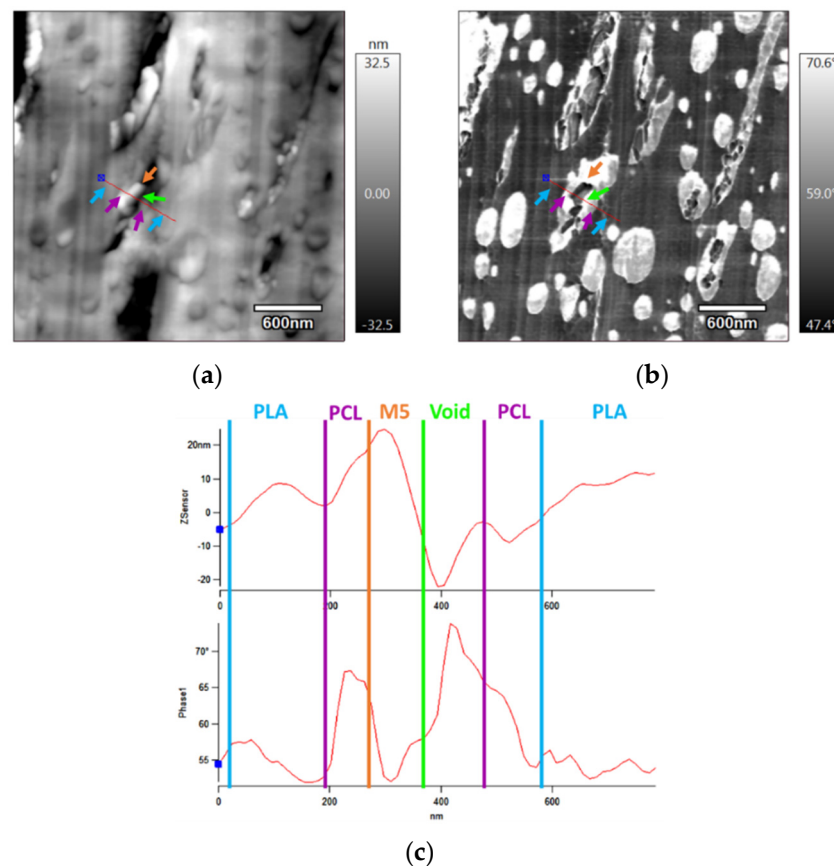 nm
32.5
0.00
-32.5
600nm
70.6°
59.0°
47.4°
600nm
(a)
(b)
PLA
PCL
M5
Void
PCL
PLA
20nm
10
0
-10
-20
ZSensor
0
200
400
600
70°
65
60
55
Phase1
0
200
400
600
nm
(c)